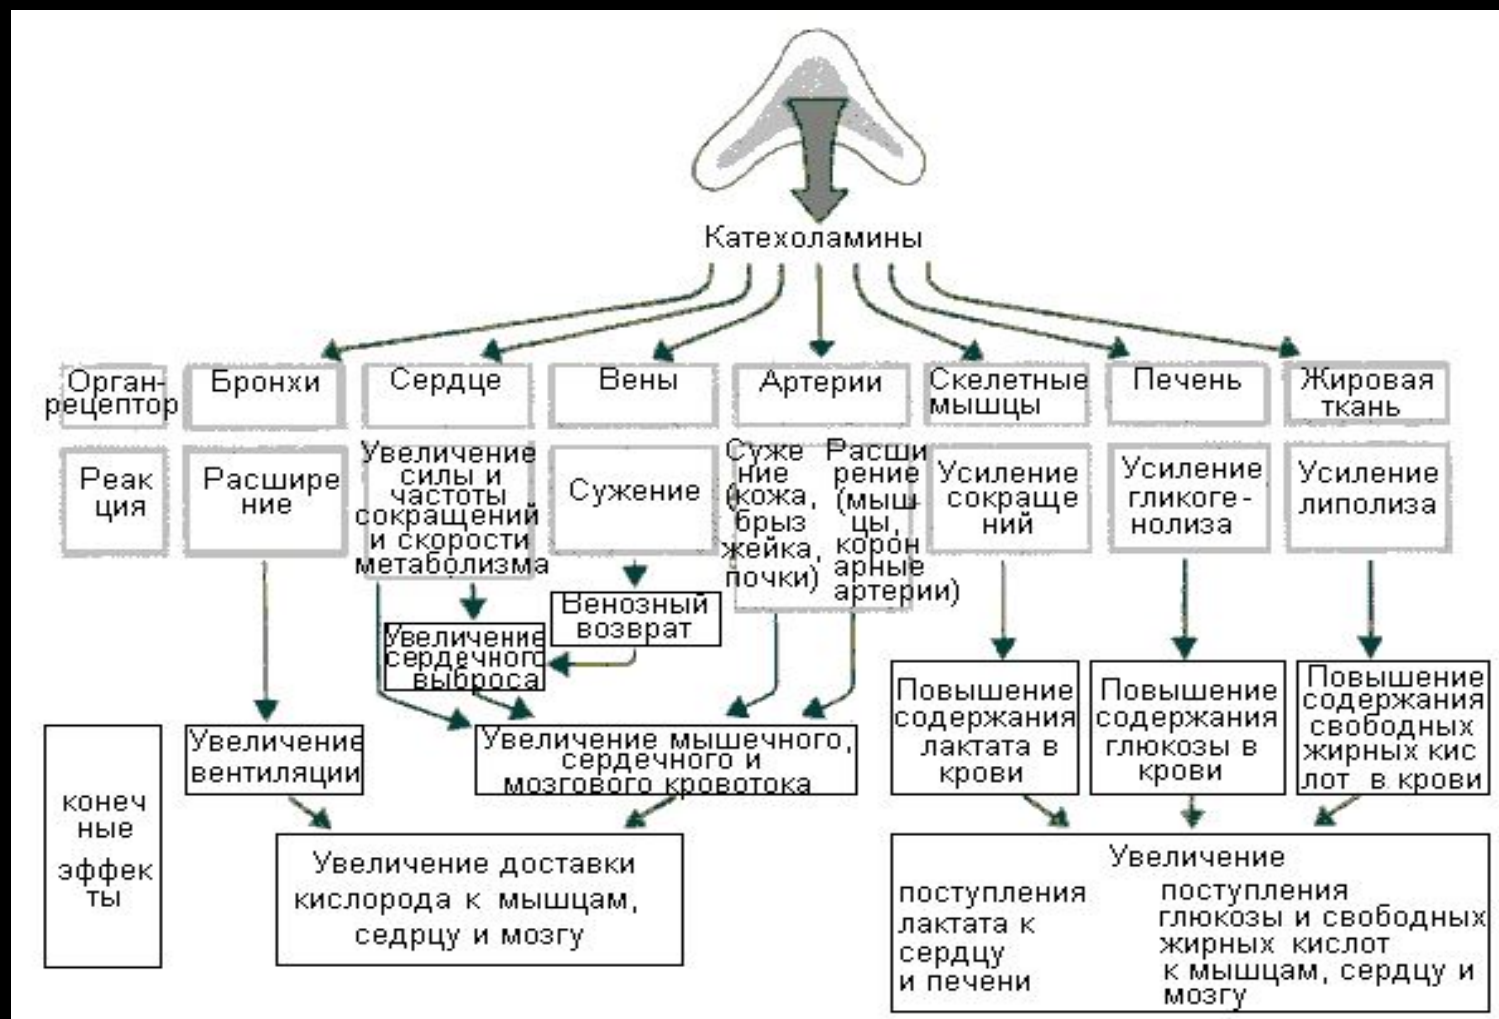 Катехоламины
Орган-
рецептор
Бронхи
Сердце
Вены
Артерии
Скелетные
мышцы
Печень
Жировая
ткань
Реак
ция
Расшире
ние
Увеличение
силы и
частоты
сокращений
и скорости
метаболизма
Сужение
Суже
ние
(кожа,
брыз
жейка,
почки)
Расши
рение
(мыш-
цы,
корон
арные
артерии)
Усиление
сокраще
ний
Усиление
гликоге-
нолиза
Усиление
липолиза
Венозный
возврат
Увеличение
сердечного
выброса
Увеличение
вентиляции
Увеличение мышечного,
сердечного и
мозгового кровотока
Повышение
содержания
лактата в
крови
Повышение
содержания
глюкозы в
крови
Повышение
содержания
свободных
жирных кис
лот в крови
конеч
ные
эффек
ты
Увеличение доставки
кислорода к мышцам,
седрцу и мозгу
Увеличение
поступления
лактата к
сердцу
и печени
поступления
глюкозы и свободных
жирных кислот
к мышцам, сердцу и
мозгу